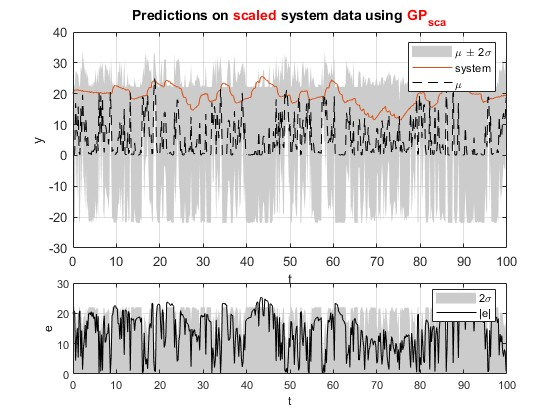 Predictions on scaled system data using GP_sca
40
30
20
10
0
-10
-20
-30
y
μ ± 2σ
system
μ
0 10 20 30 40 50 60 70 80 90 100
t
30
20
10
0
e
2σ
|e|
0 10 20 30 40 50 60 70 80 90 100
t